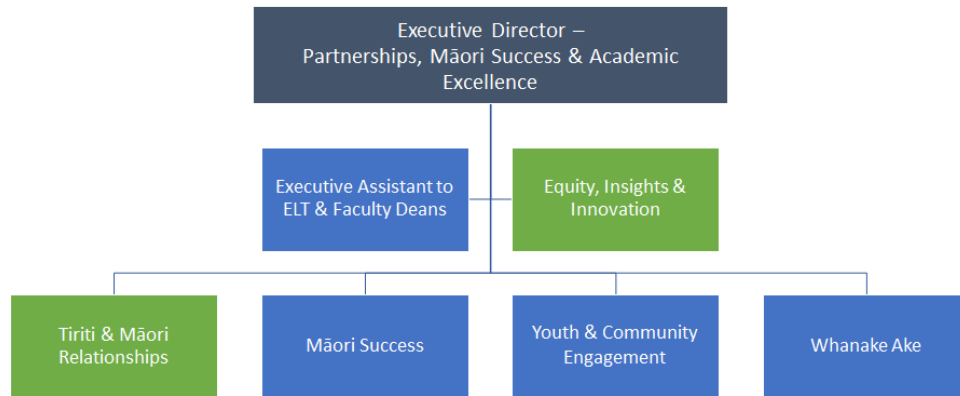 Executive Director –
Partnerships, Māori Success & Academic
Excellence
Executive Assistant to
ELT & Faculty Deans
Equity, Insights &
Innovation
Tiriti & Māori
Relationships
Māori Success
Youth & Community
Engagement
Whanake Ake